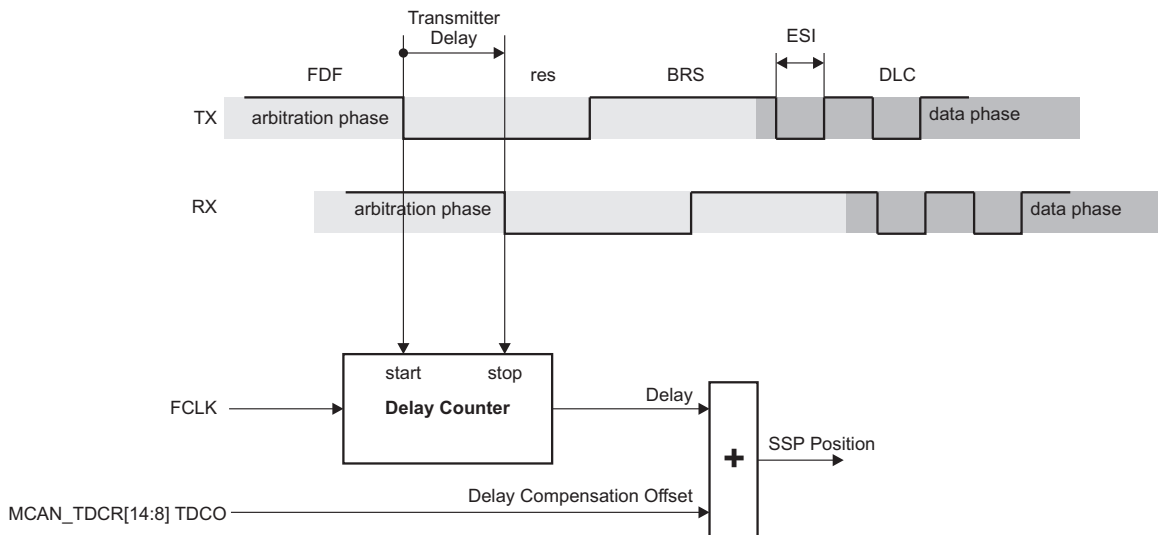 Transmitter
Delay
ESI
FDF
res
BRS
DLC
TX
arbitration phase
data phase
RX
arbitration phase
data phase
start
stop
FCLK
Delay Counter
Delay
+
SSP Position
Delay Compensation Offset
MCAN_TDCR[14:8] TDCO